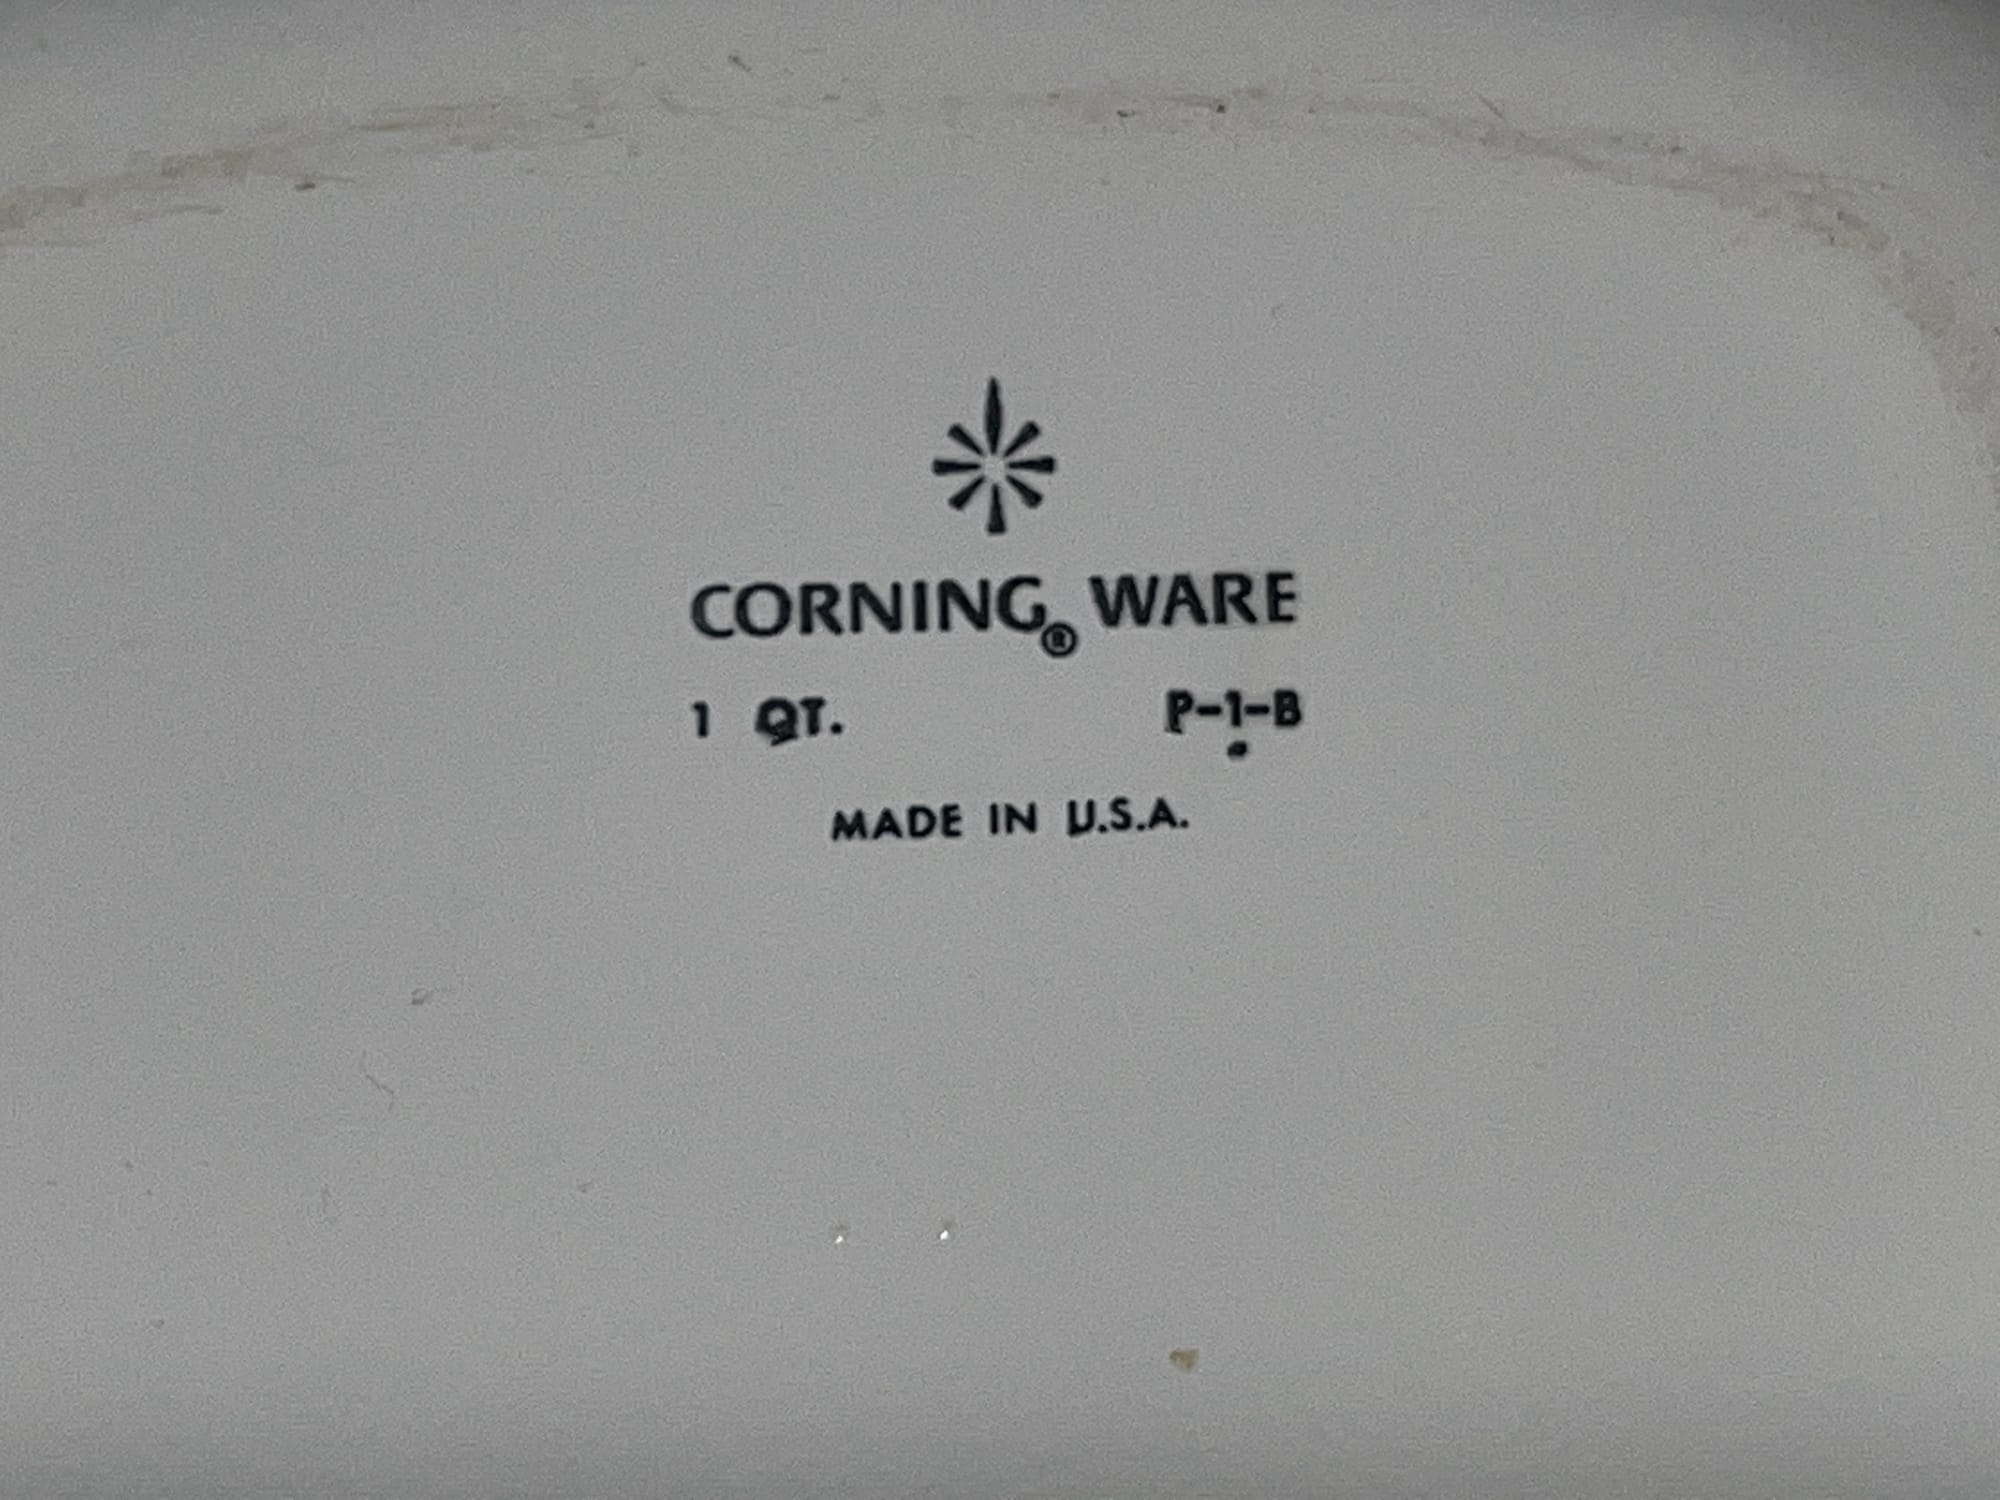 CORNING® WARE
1 QT. P-1-B
MADE IN U.S.A.